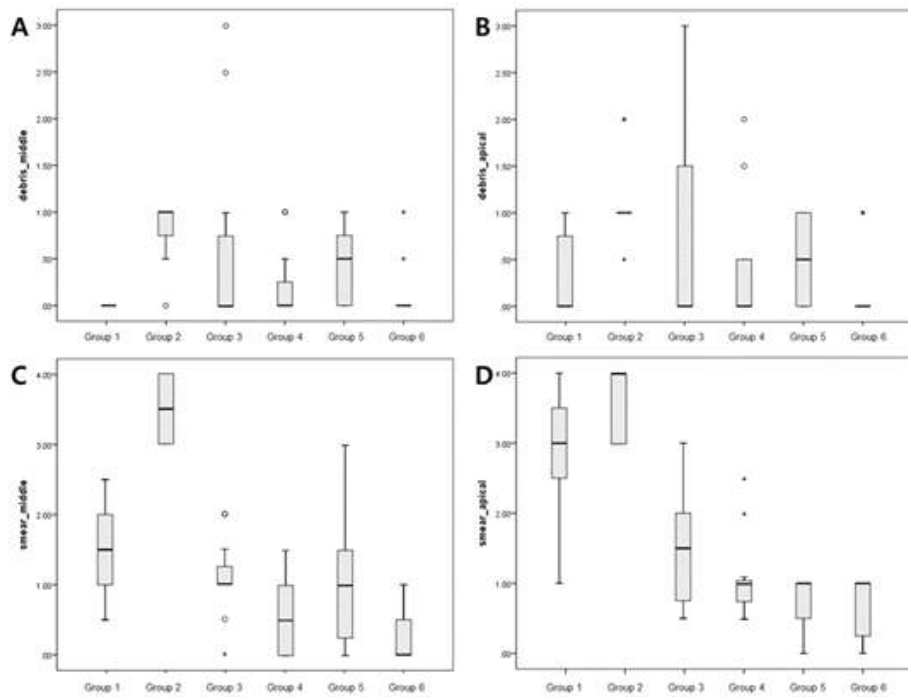 A
3.00
2.50
2.00
1.50
1.00
.50
.00
debris_middle
Group 1 Group 2 Group 3 Group 4 Group 5 Group 6
B
3.00
2.50
2.00
1.50
1.00
.50
.00
debris_apical
Group 1 Group 2 Group 3 Group 4 Group 5 Group 6
C
4.00
3.00
2.00
1.00
.00
smear_middle
Group 1 Group 2 Group 3 Group 4 Group 5 Group 6
D
4.00
3.00
2.00
1.00
.00
smear_apical
Group 1 Group 2 Group 3 Group 4 Group 5 Group 6